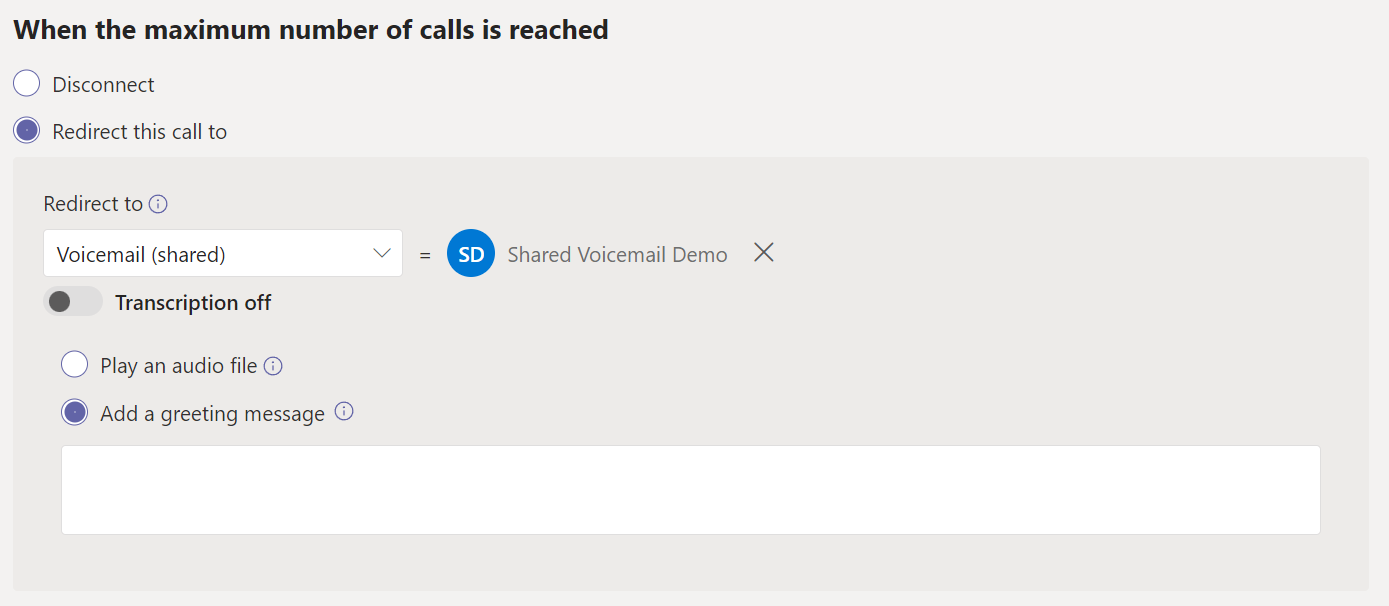 When the maximum number of calls is reached
Disconnect
Redirect this call to
Redirect to
Voicemail (shared) = SD Shared Voicemail Demo
Transcription off
Play an audio file
Add a greeting message